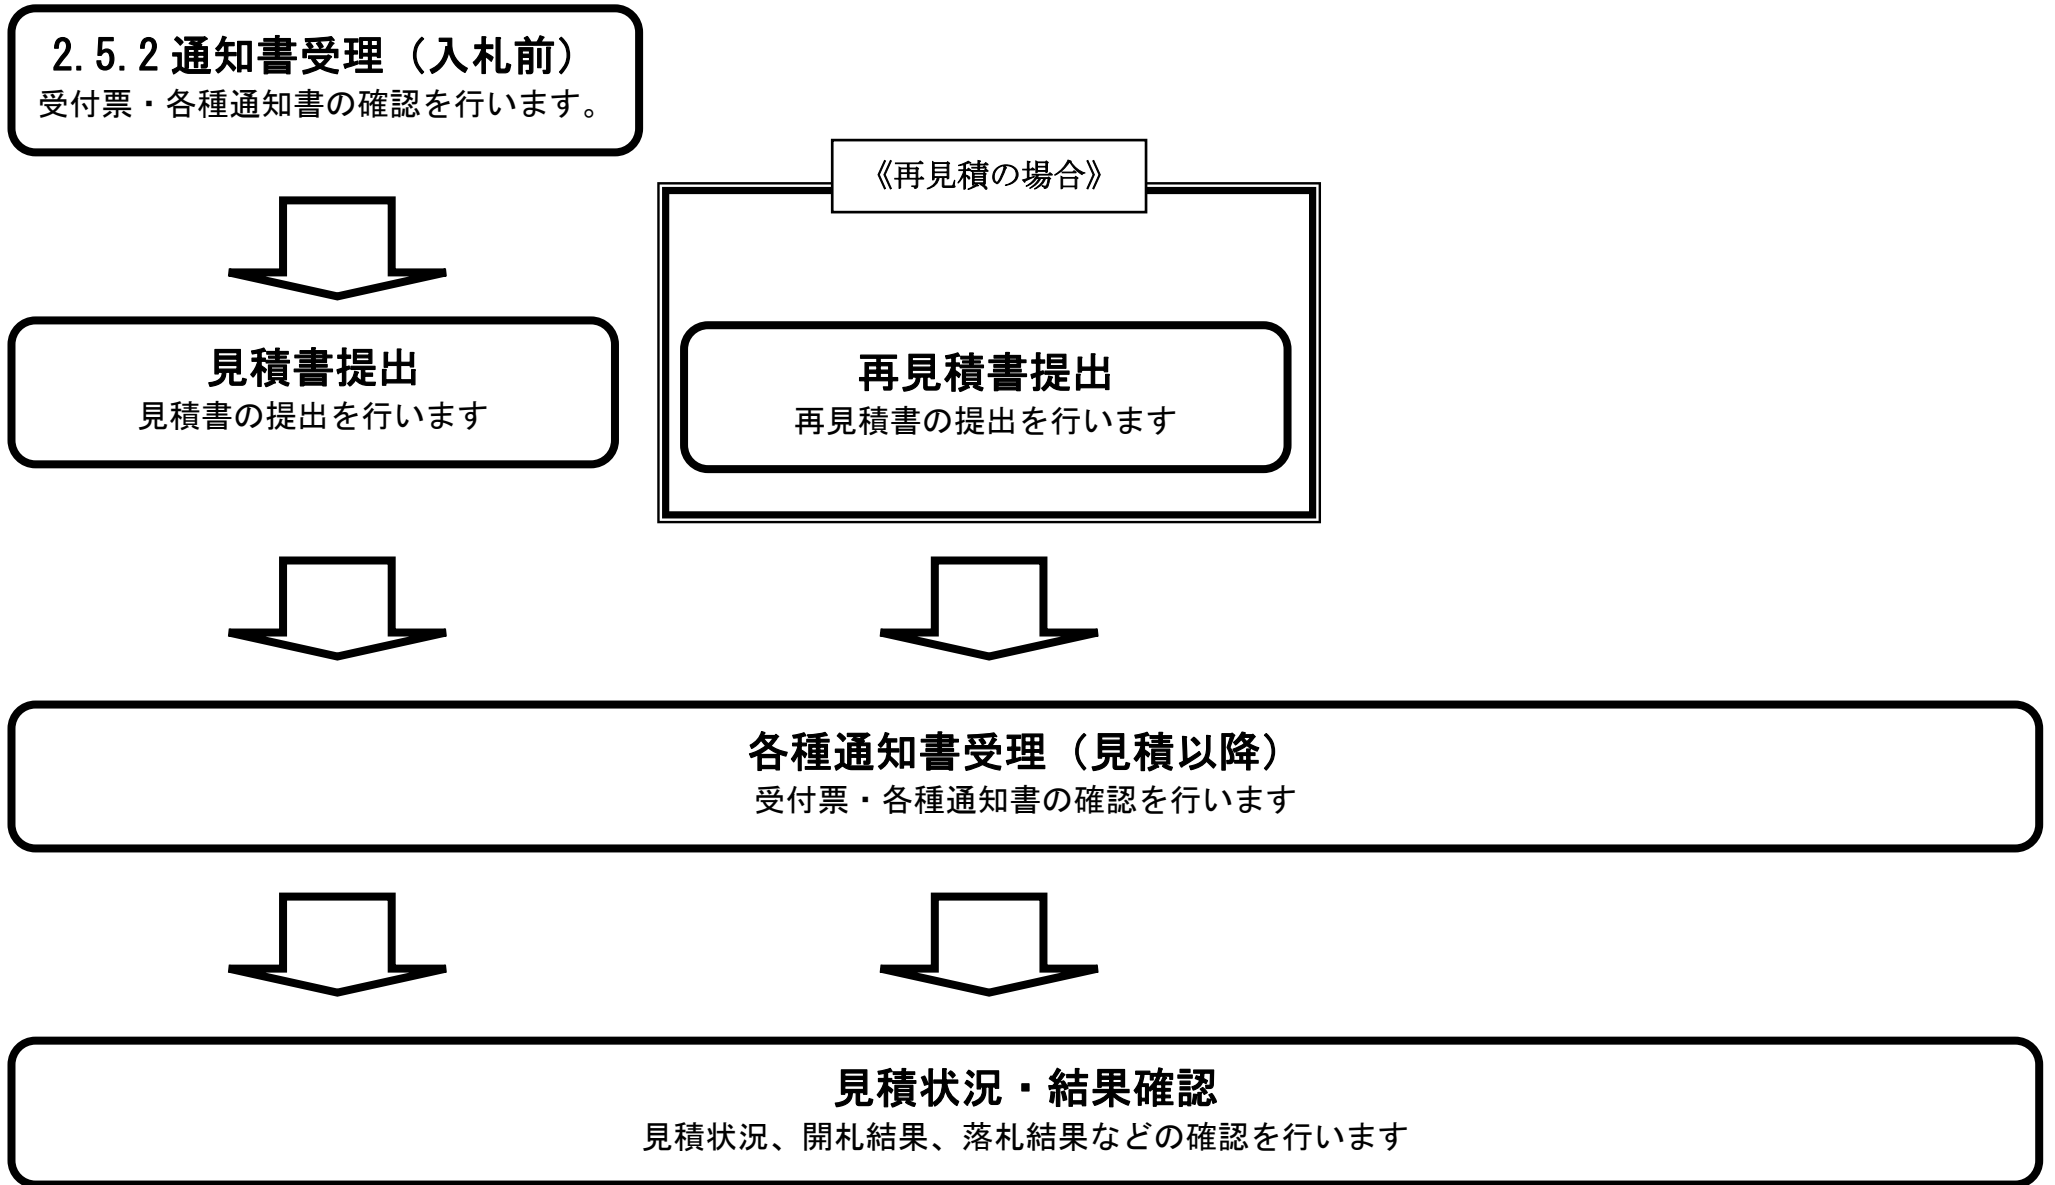 2.5.2 通知書受理（入札前）
受付票・各種通知書の確認を行います。
《再見積の場合》
見積書提出
見積書の提出を行います
再見積書提出
再見積書の提出を行います
各種通知書受理（見積以降）
受付票・各種通知書の確認を行います
見積状況・結果確認
見積状況、開札結果、落札結果などの確認を行います